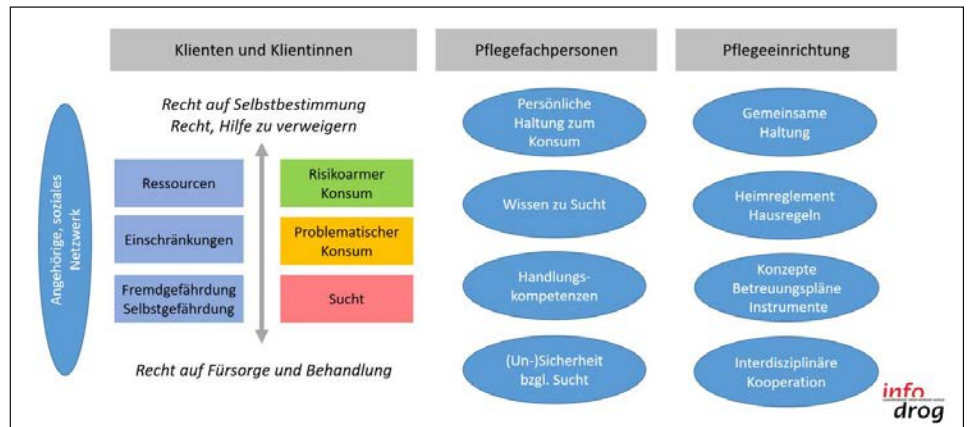 Klienten und Klientinnen
Pflegefachpersonen
Pflegeeinrichtung
Angehörige, soziales
Netzwerk
Recht auf Selbstbestimmung
Recht, Hilfe zu verweigern
Ressourcen
Risikoarmer
Konsum
Einschränkungen
Problematischer
Konsum
Fremdgefährdung
Selbstgefährdung
Sucht
Recht auf Fürsorge und Behandlung
Persönliche
Haltung zum
Konsum
Wissen zu Sucht
Handlungs-
kompetenzen
(Un-)Sicherheit
bzgl. Sucht
Gemeinsame
Haltung
Heimreglement
Hausregeln
Konzepte
Betreuungspläne
Instrumente
Interdisziplinäre
Kooperation
info
drog